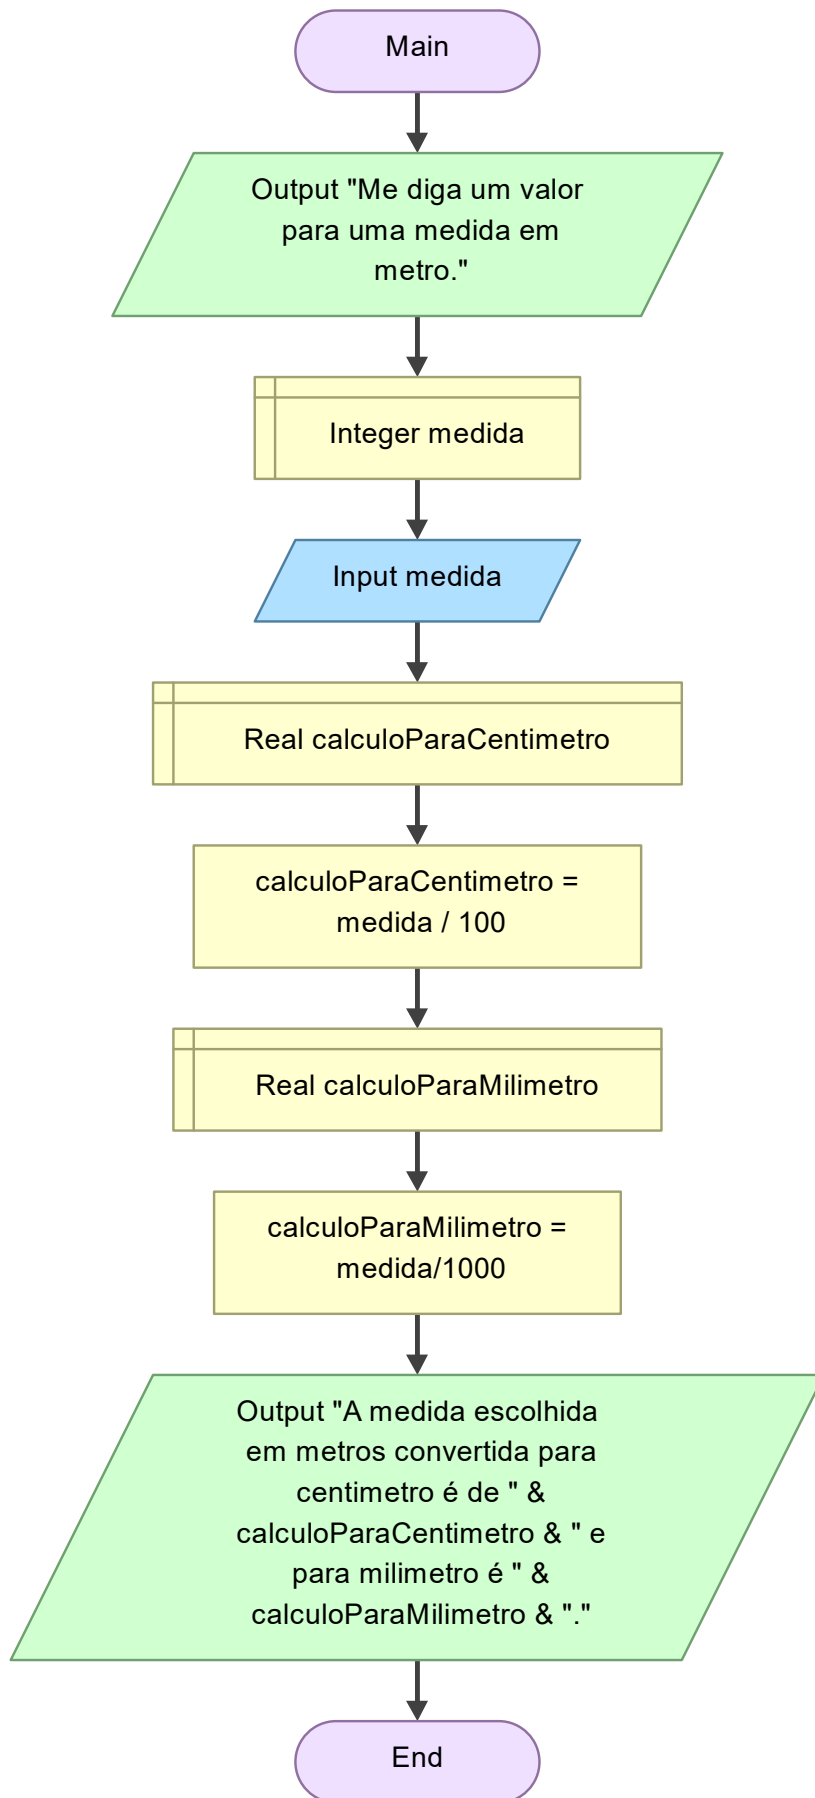 Main
Output "Me diga um valor
para uma medida em
metro."
Integer medida
Input medida
Real calculoParaCentimetro
calculoParaCentimetro =
medida / 100
Real calculoParaMilimetro
calculoParaMilimetro =
medida/1000
Output "A medida escolhida
em metros convertida para
centimetro é de " &
calculoParaCentimetro & " e
para milimetro é " &
calculoParaMilimetro & "."
End